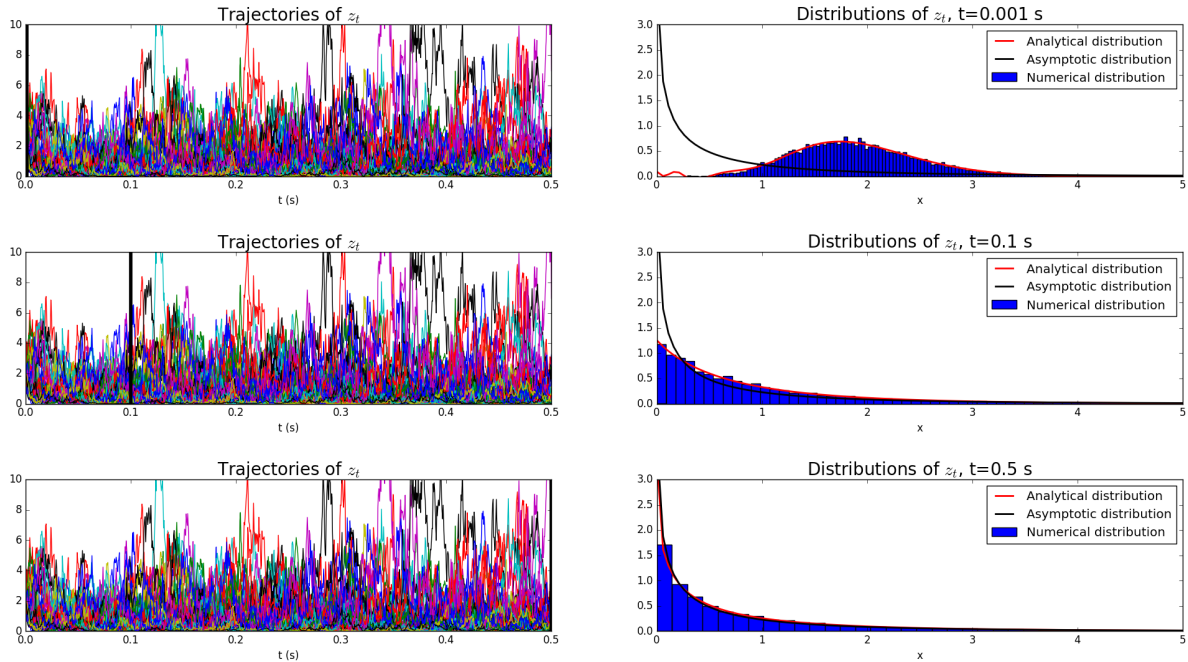 Trajectories of z_t
10
8
6
4
2
0
0.0 0.1 0.2 0.3 0.4 0.5
t (s)
Distributions of z_t, t=0.001 s
3.0
2.5
2.0
1.5
1.0
0.5
0.0
0 1 2 3 4 5
x
Analytical distribution
Asymptotic distribution
Numerical distribution
Trajectories of z_t
10
8
6
4
2
0
0.0 0.1 0.2 0.3 0.4 0.5
t (s)
Distributions of z_t, t=0.1 s
3.0
2.5
2.0
1.5
1.0
0.5
0.0
0 1 2 3 4 5
x
Analytical distribution
Asymptotic distribution
Numerical distribution
Trajectories of z_t
10
8
6
4
2
0
0.0 0.1 0.2 0.3 0.4 0.5
t (s)
Distributions of z_t, t=0.5 s
3.0
2.5
2.0
1.5
1.0
0.5
0.0
0 1 2 3 4 5
x
Analytical distribution
Asymptotic distribution
Numerical distribution